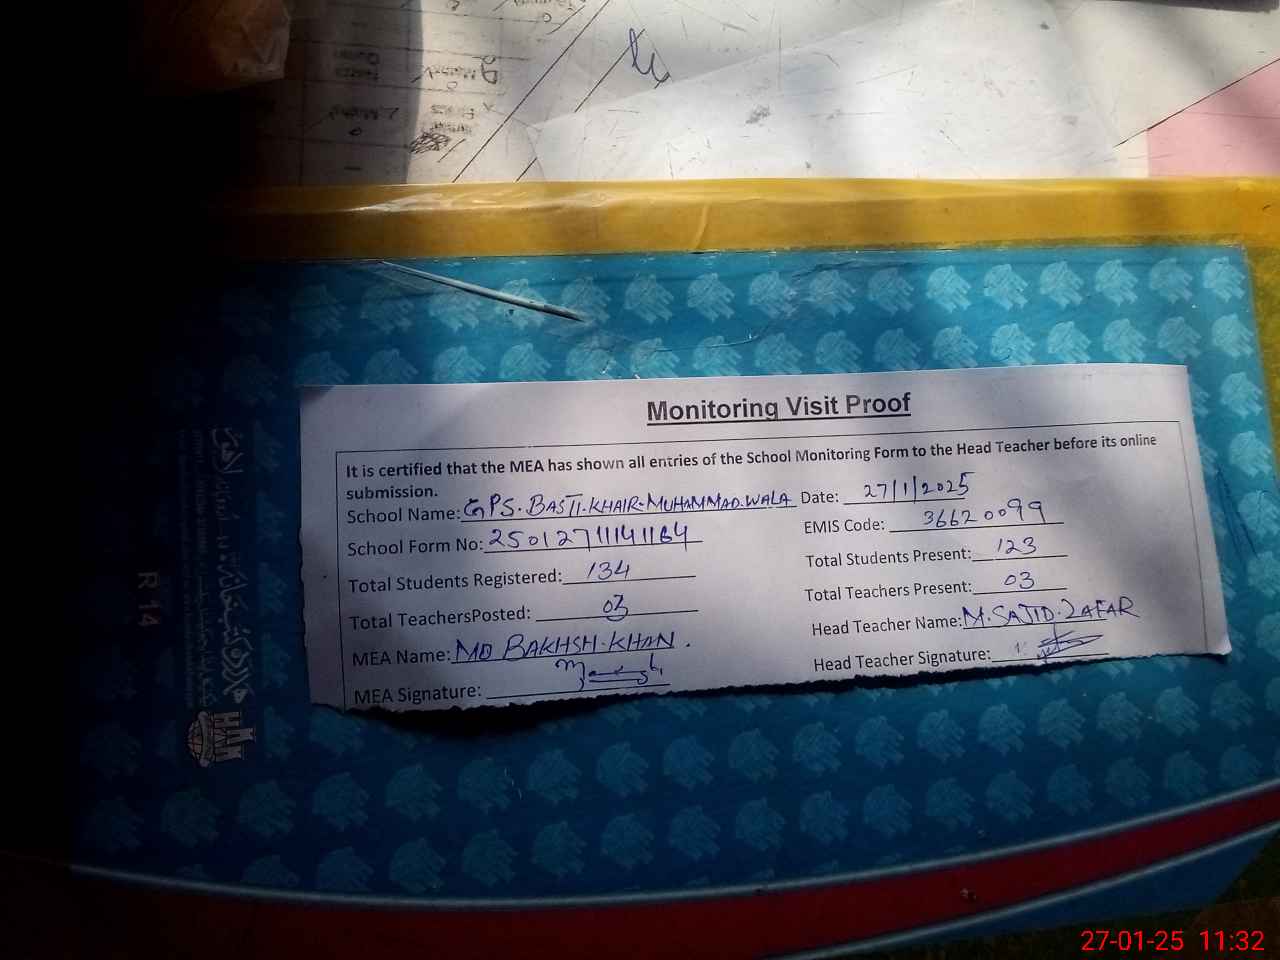 Monitoring Visit Proof
It is certified that the MEA has shown all entries of the School Monitoring Form to the Head Teacher before its online
submission.
School Name: GPS. BASTI. KHAIR. MUHAMMAD. WALA Date: 27/1/2025
School Form No: 25012711141164 EMIS Code: 36620099
Total Students Registered: 134 Total Students Present: 123
Total TeachersPosted: 03 Total Teachers Present: 03
MEA Name: MD BAKHSH. KHAN. Head Teacher Name: M. SAJID. ZAFAR
MEA Signature: Head Teacher Signature:
R 14
27-01-25 11:32